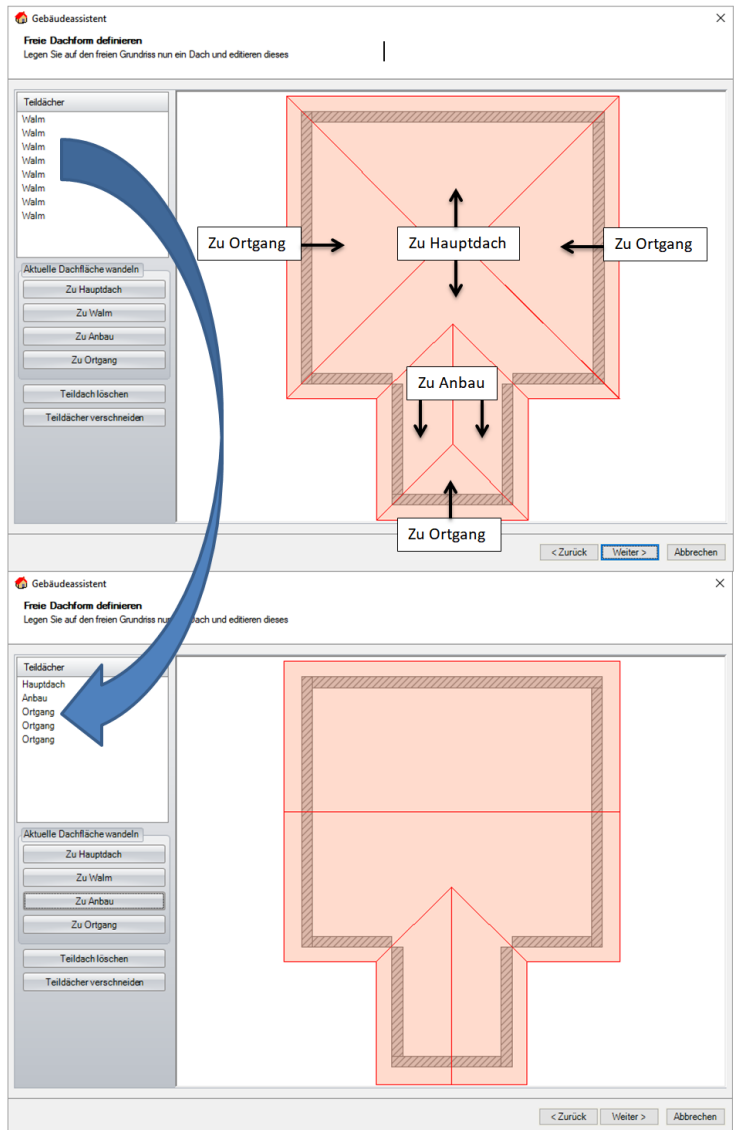 Gebäudeassistent
Freie Dachform definieren
Legen Sie auf den freien Grundriss nun ein Dach und editieren dieses
Teildächer
Walm
Walm
Walm
Walm
Walm
Walm
Walm
Walm
Aktuelle Dachfläche wandeln
Zu Hauptdach
Zu Walm
Zu Anbau
Zu Ortgang
Teildach löschen
Teildächer verschneiden
Zu Ortgang
Zu Hauptdach
Zu Ortgang
Zu Anbau
Zu Ortgang
< Zurück
Weiter >
Abbrechen
Gebäudeassistent
Freie Dachform definieren
Legen Sie auf den freien Grundriss nu Dach und editieren dieses
Teildächer
Hauptdach
Anbau
Ortgang
Ortgang
Ortgang
Aktuelle Dachfläche wandeln
Zu Hauptdach
Zu Walm
Zu Anbau
Zu Ortgang
Teildach löschen
Teildächer verschneiden
< Zurück
Weiter >
Abbrechen